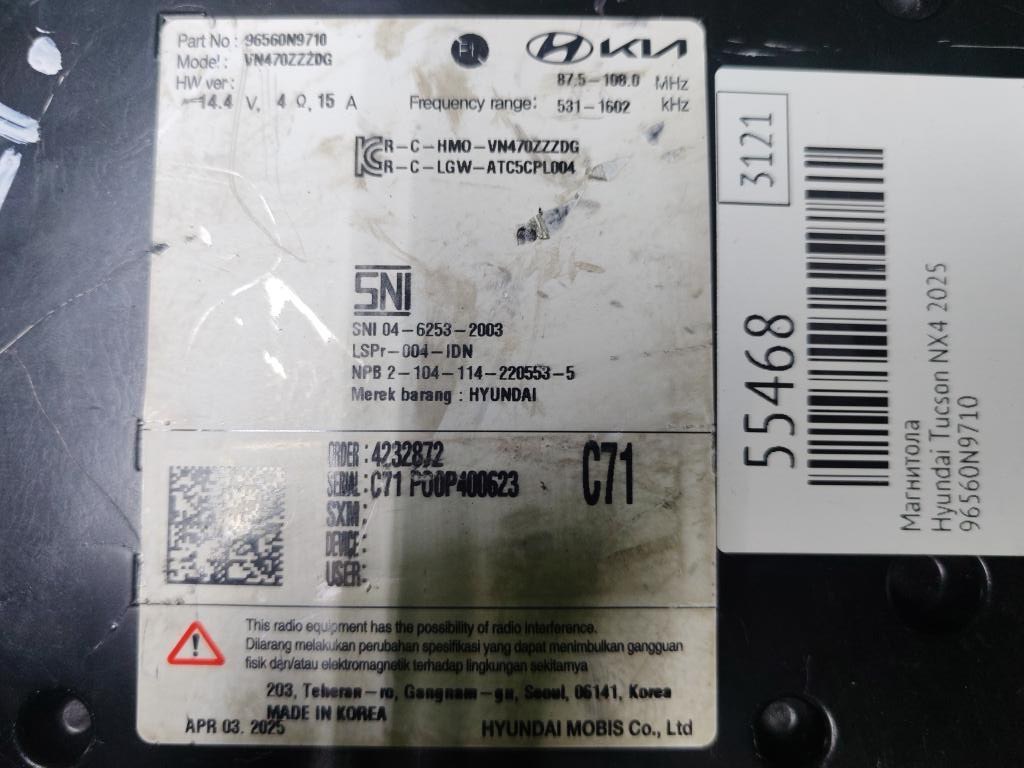 Part No : 96560N9710
Model : VN470ZZZDG
HW ver :
14.4 V, 4 Ω, 15 A
KIA
87.5-108.0 MHz
Frequency range: 531-1602 kHz
R-C-HMO-VN470ZZZDG
R-C-LGW-ATC5CPL004
SNI
SNI 04-6253-2003
LSPr-004-IDN
NPB 2-104-114-220553-5
Merek barang : HYUNDAI
ORDER: 4232872
SERIAL: C71 P00P400623
SXM:
DEVICE:
USER:
C71
This radio equipment has the possibility of radio interference.
Dilarang melakukan perubahan spesifikasi yang dapat menimbulkan gangguan
fisik dan/atau elektromagnetik terhadap lingkungan sekitarnya
203, Teheran-ro, Gangnam-gu, Seoul, 06141, Korea
MADE IN KOREA
APR 03. 2025
HYUNDAI MOBIS Co., Ltd
3121
55468
Магнитола
Hyundai Tucson NX4 2025
96560N9710